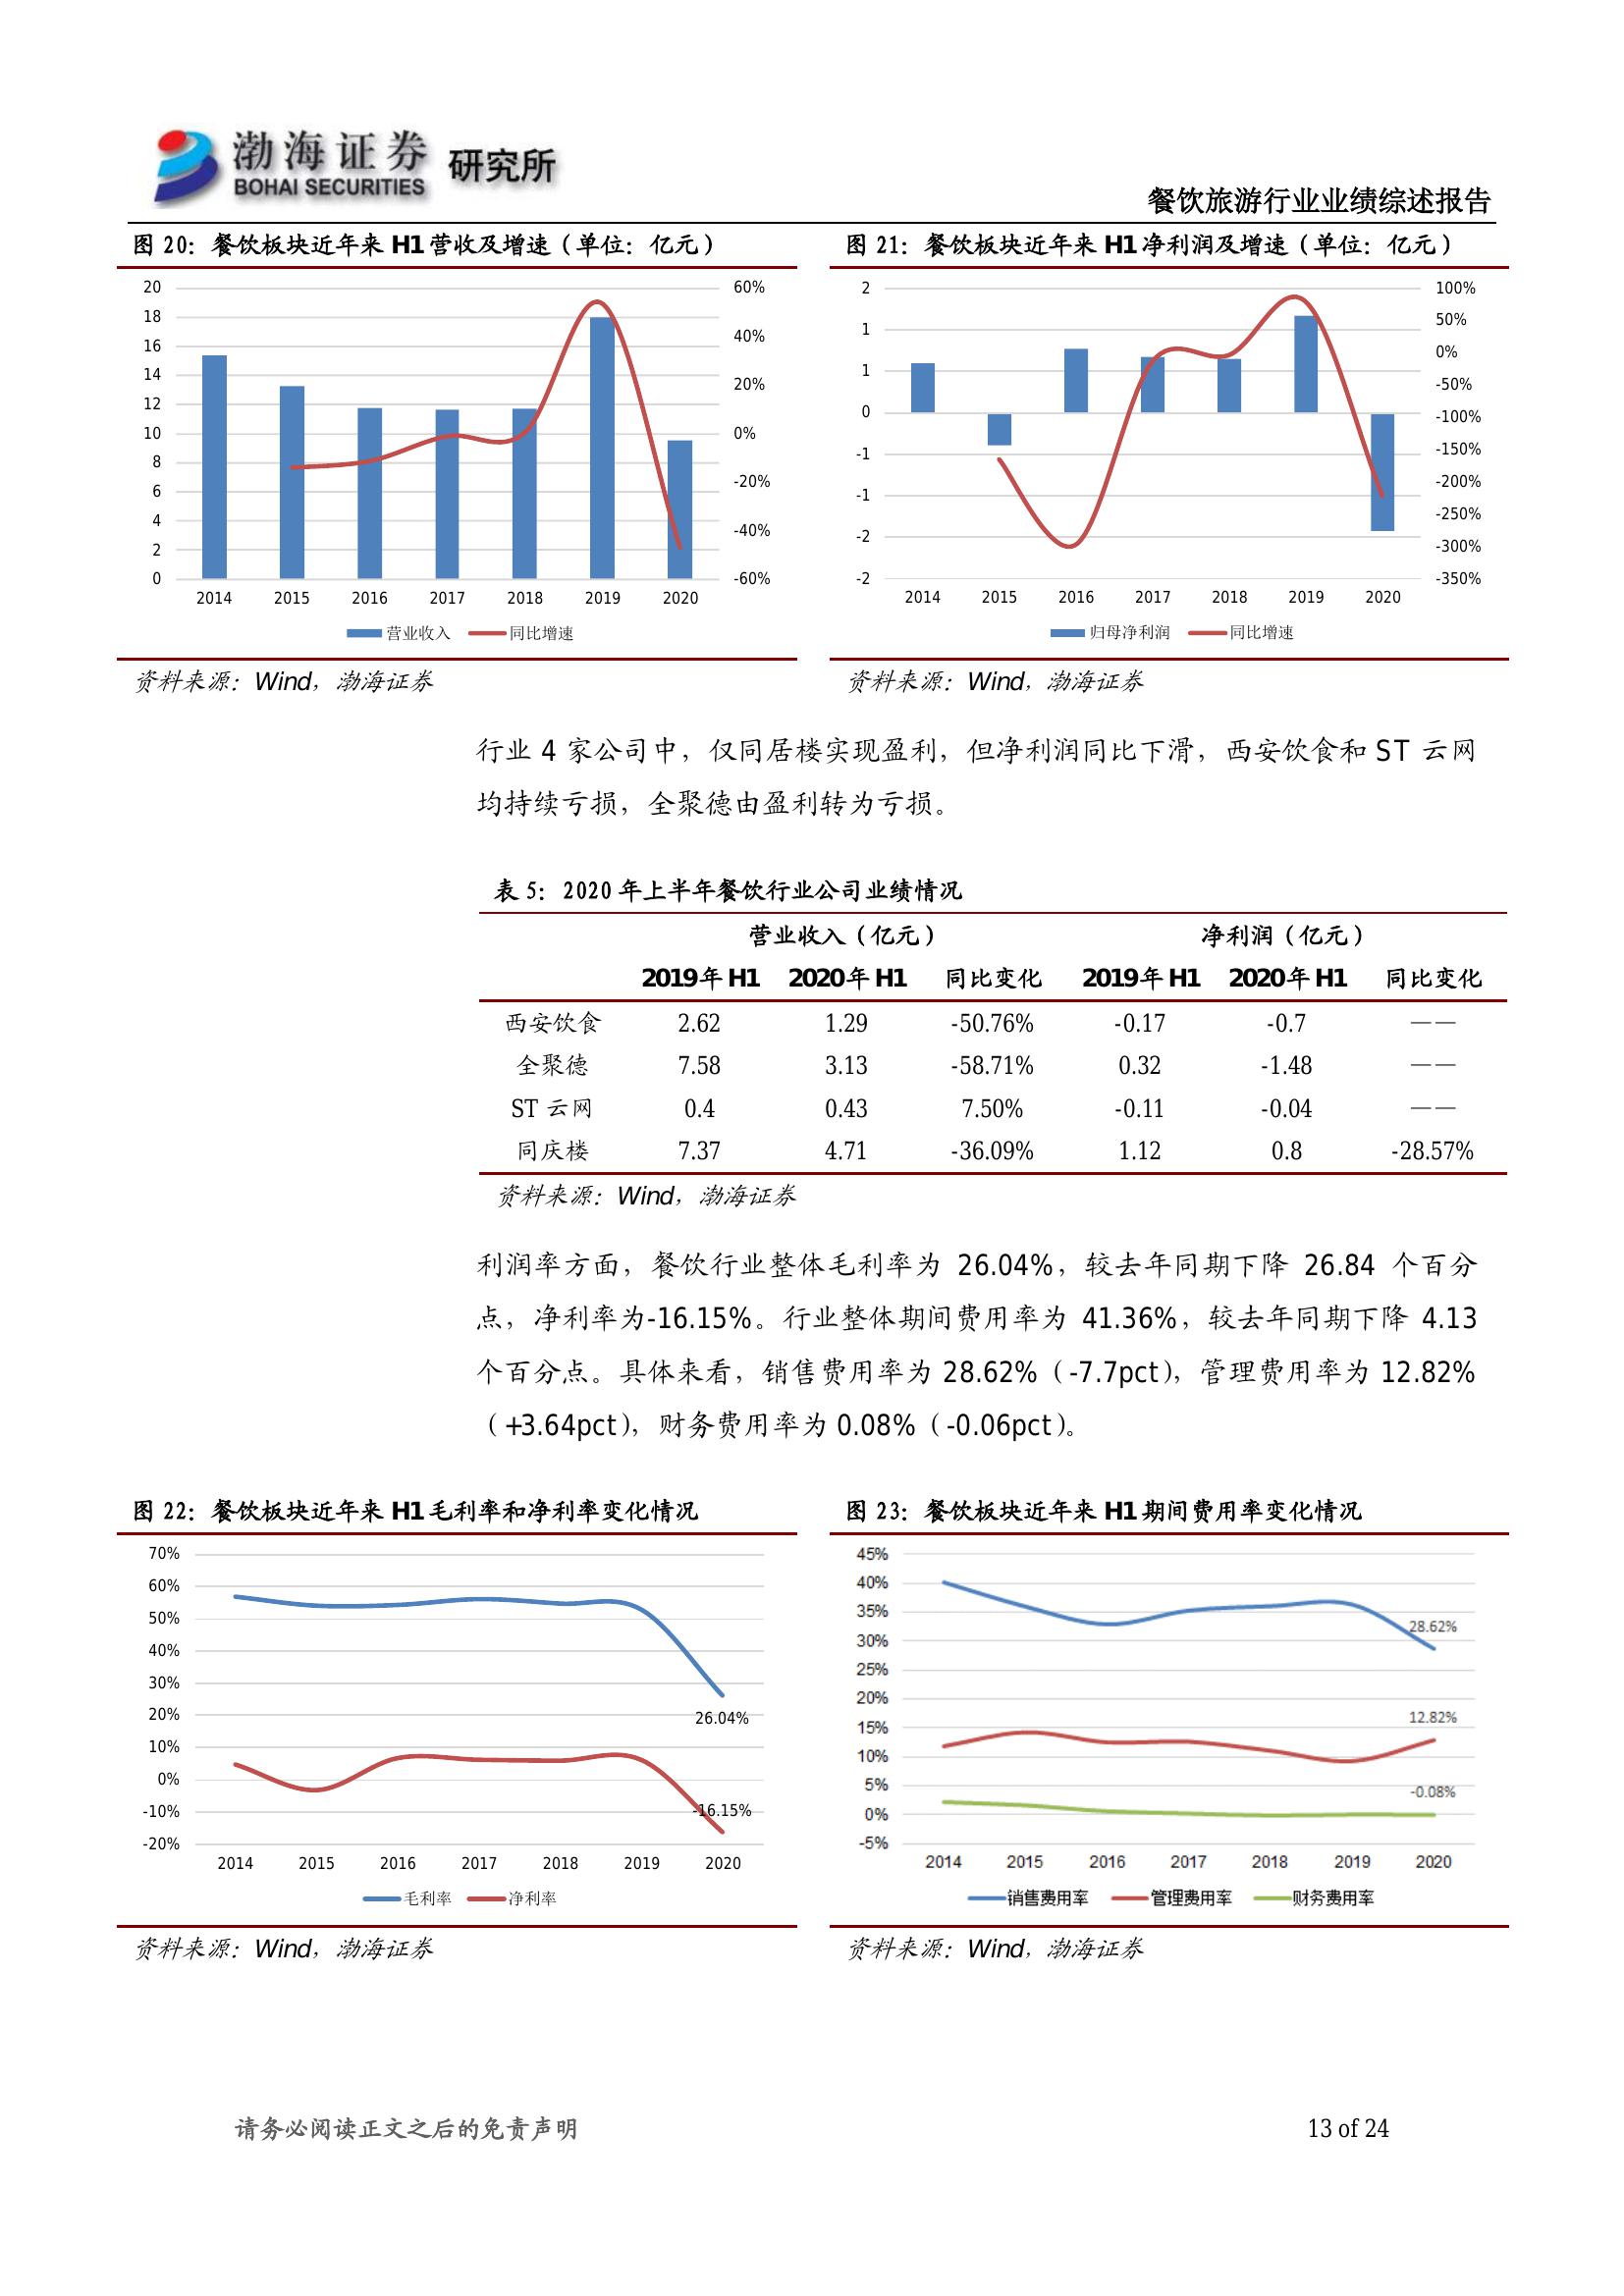 渤海证券 研究所
BOHAI SECURITIES
餐饮旅游行业业绩综述报告
图 20：餐饮板块近年来 H1 营收及增速（单位：亿元）
20
18
16
14
12
10
8
6
4
2
0
60%
40%
20%
0%
-20%
-40%
-60%
2014 2015 2016 2017 2018 2019 2020
营业收入 同比增速
资料来源：Wind，渤海证券
图 21：餐饮板块近年来 H1 净利润及增速（单位：亿元）
2
1
1
0
-1
-1
-2
-2
100%
50%
0%
-50%
-100%
-150%
-200%
-250%
-300%
-350%
2014 2015 2016 2017 2018 2019 2020
归母净利润 同比增速
资料来源：Wind，渤海证券
行业 4 家公司中，仅同居楼实现盈利，但净利润同比下滑，西安饮食和 ST 云网
均持续亏损，全聚德由盈利转为亏损。
表 5：2020 年上半年餐饮行业公司业绩情况
营业收入（亿元） 净利润（亿元）
2019年 H1 2020年 H1 同比变化 2019年 H1 2020年 H1 同比变化
西安饮食 2.62 1.29 -50.76% -0.17 -0.7 ——
全聚德 7.58 3.13 -58.71% 0.32 -1.48 ——
ST 云网 0.4 0.43 7.50% -0.11 -0.04 ——
同庆楼 7.37 4.71 -36.09% 1.12 0.8 -28.57%
资料来源：Wind，渤海证券
利润率方面，餐饮行业整体毛利率为 26.04%，较去年同期下降 26.84 个百分
点，净利率为-16.15%。行业整体期间费用率为 41.36%，较去年同期下降 4.13
个百分点。具体来看，销售费用率为 28.62%（-7.7pct），管理费用率为 12.82%
（+3.64pct），财务费用率为 0.08%（-0.06pct）。
图 22：餐饮板块近年来 H1 毛利率和净利率变化情况
70%
60%
50%
40%
30%
20%
10%
0%
-10%
-20%
26.04%
-16.15%
2014 2015 2016 2017 2018 2019 2020
毛利率 净利率
资料来源：Wind，渤海证券
图 23：餐饮板块近年来 H1 期间费用率变化情况
45%
40%
35%
30%
25%
20%
15%
10%
5%
0%
-5%
28.62%
12.82%
-0.08%
2014 2015 2016 2017 2018 2019 2020
销售费用率 管理费用率 财务费用率
资料来源：Wind，渤海证券
请务必阅读正文之后的免责声明 13 of 24